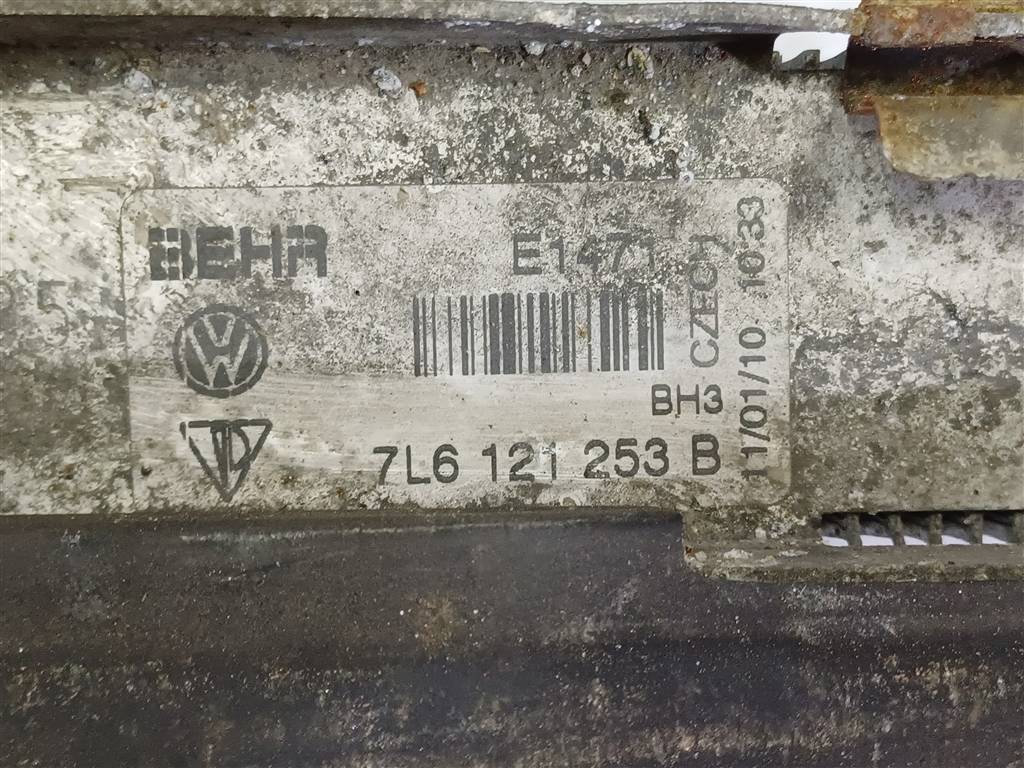 BEHR
E1471
CZECH
11/01/10 10:33
BH3
7L6 121 253 B